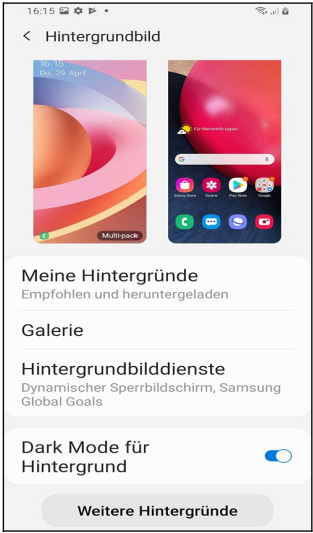 16:15
Hintergrundbild
16:15
Do., 29. April
Multi-pack
Für Wetterinfo tippen
G
Galaxy Store
Galerie
Play Store
Google
Meine Hintergründe
Empfohlen und heruntergeladen
Galerie
Hintergrundbilddienste
Dynamischer Sperrbildschirm, Samsung
Global Goals
Dark Mode für
Hintergrund
Weitere Hintergründe